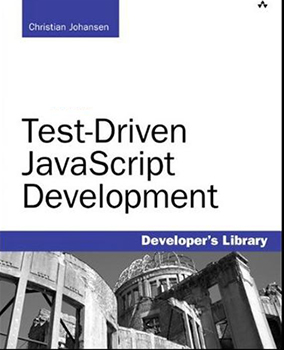 Christian Johansen
Test-Driven
JavaScript
Development
Developer's Library